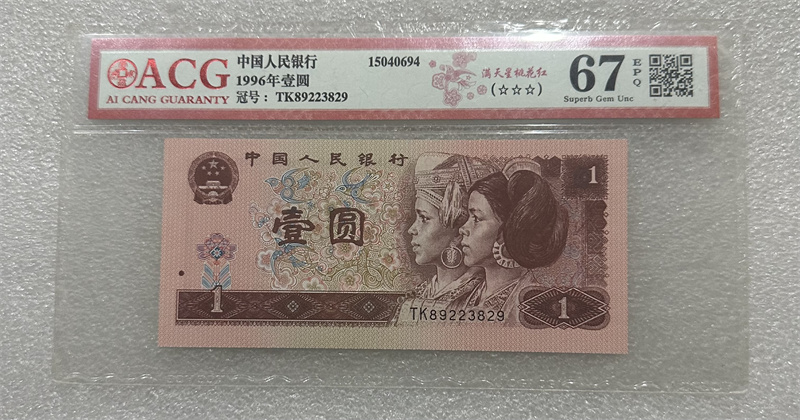 ACG
AI CANG GUARANTY
中国人民银行
1996年壹圆
冠号：TK89223829
15040694
满天星桃花红
(☆☆☆)
67
EPQ
Superb Gem Unc
中国人民银行
壹圆
1
1
1
TK89223829